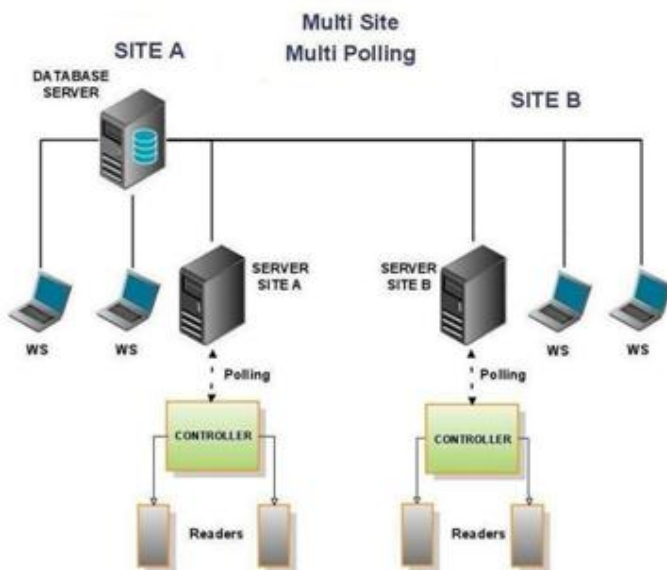 Multi Site
Multi Polling
SITE A
DATABASE
SERVER
SITE B
SERVER
SITE A
SERVER
SITE B
WS
WS
WS
WS
Polling
Polling
CONTROLLER
CONTROLLER
Readers
Readers